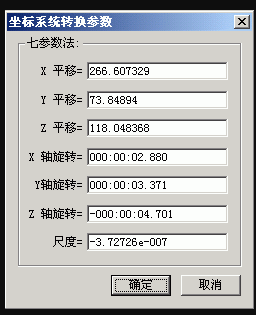 坐标系统转换参数
七参数法:
X 平移= 266.607329
Y 平移= 73.84894
Z 平移= 118.048368
X 轴旋转= 000:00:02.880
Y轴旋转= 000:00:03.371
Z 轴旋转= -000:00:04.701
尺度= -3.72726e-007
确定 取消